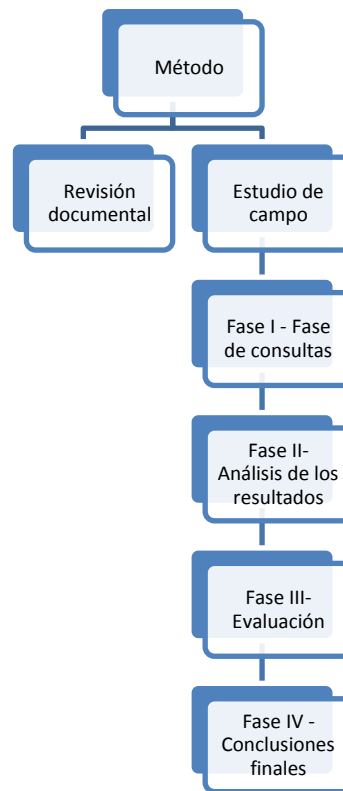 Método
Revisión
documental
Estudio de
campo
Fase I - Fase
de consultas
Fase II-
Análisis de los
resultados
Fase III-
Evaluación
Fase IV -
Conclusiones
finales